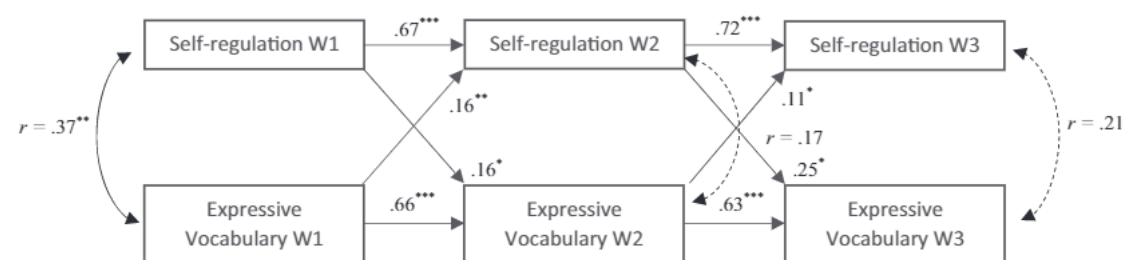 .67***
.72***
Self-regulation W1
Self-regulation W2
Self-regulation W3
.16**
.11*
r = .37**
r = .17
r = .21
.16*
.25*
.66***
.63***
Expressive
Vocabulary W1
Expressive
Vocabulary W2
Expressive
Vocabulary W3